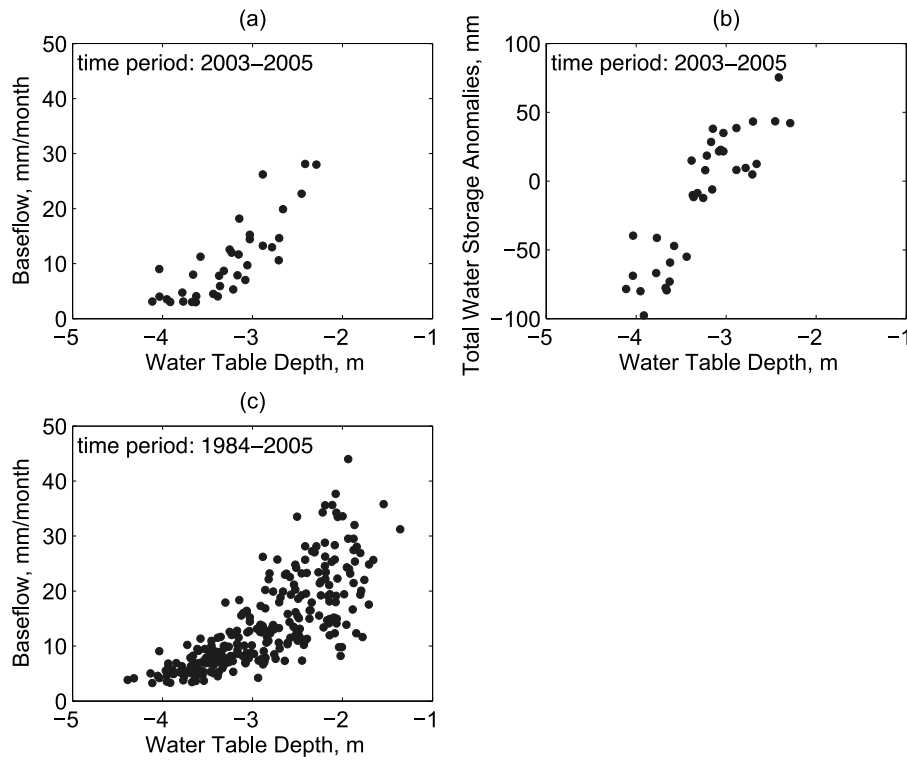 (a)
50
time period: 2003–2005
40
30
20
10
0
−5 −4 −3 −2 −1
Baseflow, mm/month
Water Table Depth, m
(b)
100
time period: 2003–2005
50
0
−50
−100
−5 −4 −3 −2 −1
Total Water Storage Anomalies, mm
Water Table Depth, m
(c)
50
time period: 1984–2005
40
30
20
10
0
−5 −4 −3 −2 −1
Baseflow, mm/month
Water Table Depth, m